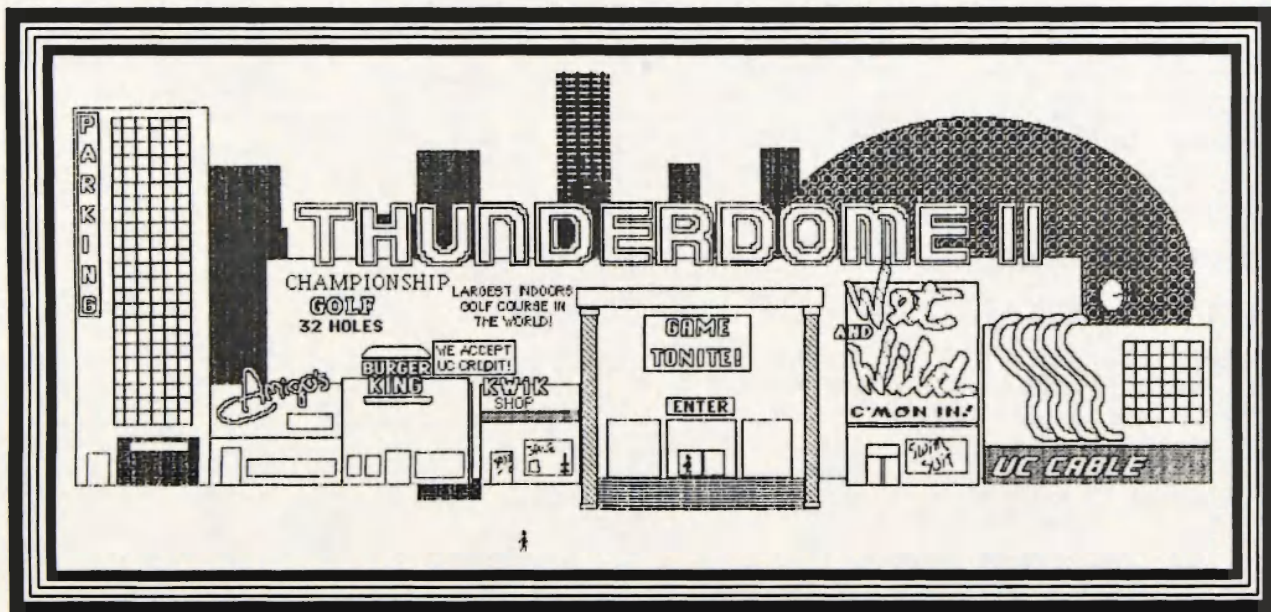 PARKING
THUNDERDOME II
CHAMPIONSHIP
GOLF
32 HOLES
LARGEST INDOORS
GOLF COURSE IN
THE WORLD!
Amigo's
BURGER
KING
WE ACCEPT
UC CREDIT!
KWiK
SHOP
SALE
GAME
TONITE!
ENTER
Wet
AND
Wild
C'MON IN!
SWIM
SUIT
UC CABLE